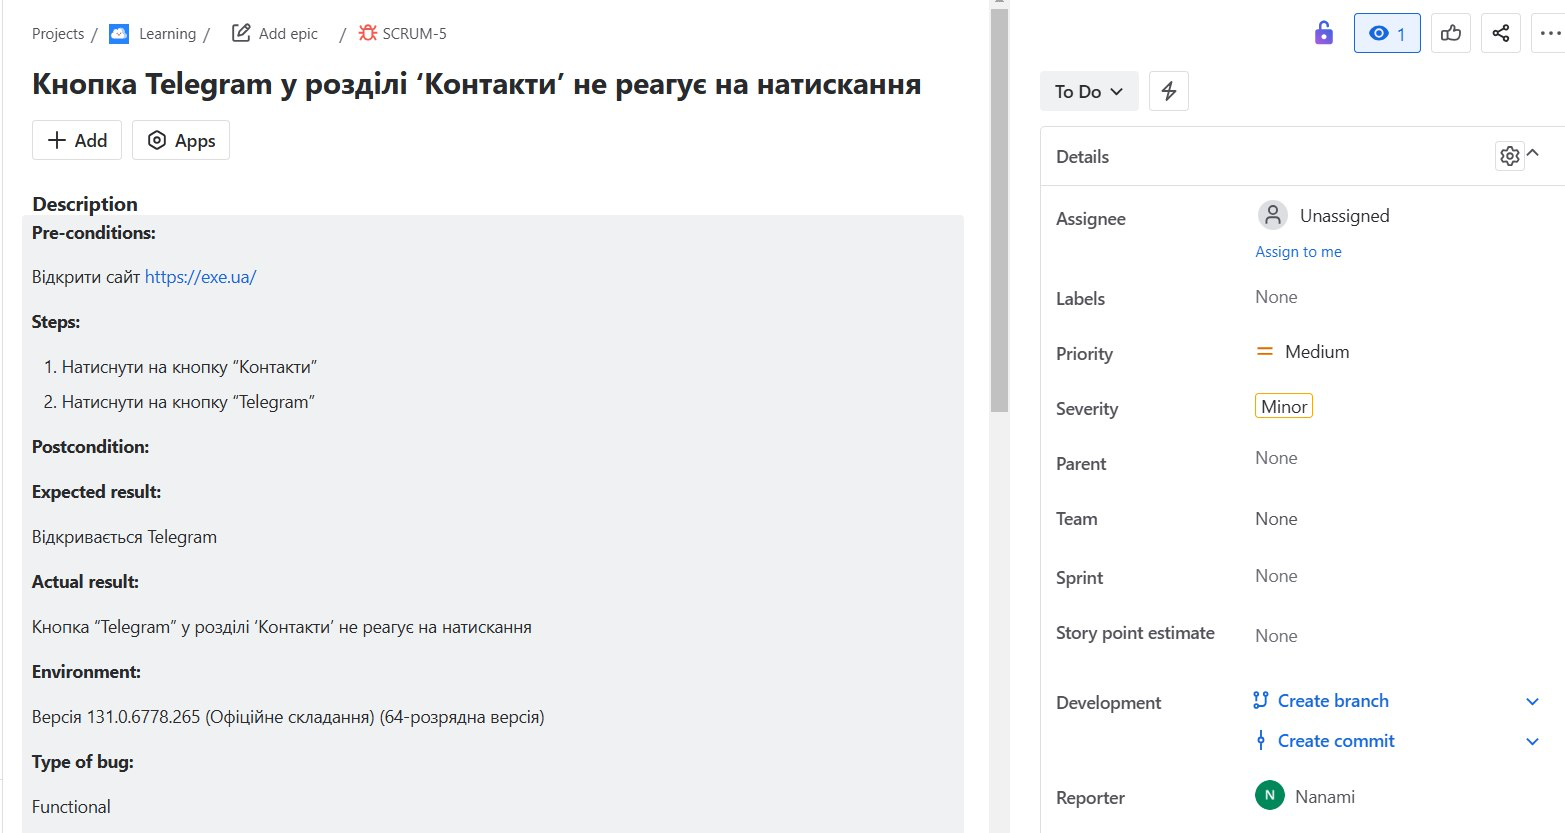 Projects / Learning / Add epic / SCRUM-5
Кнопка Telegram у розділі ‘Контакти’ не реагує на натискання
Add Apps
Description
Pre-conditions:
Відкрити сайт https://exe.ua/
Steps:
1. Натиснути на кнопку “Контакти”
2. Натиснути на кнопку “Telegram”
Postcondition:
Expected result:
Відкривається Telegram
Actual result:
Кнопка “Telegram” у розділі ‘Контакти’ не реагує на натискання
Environment:
Версія 131.0.6778.265 (Офіційне складання) (64-розрядна версія)
Type of bug:
Functional
1
To Do
Details
Assignee Unassigned
Assign to me
Labels None
Priority Medium
Severity Minor
Parent None
Team None
Sprint None
Story point estimate None
Development Create branch
Create commit
Reporter N Nanami